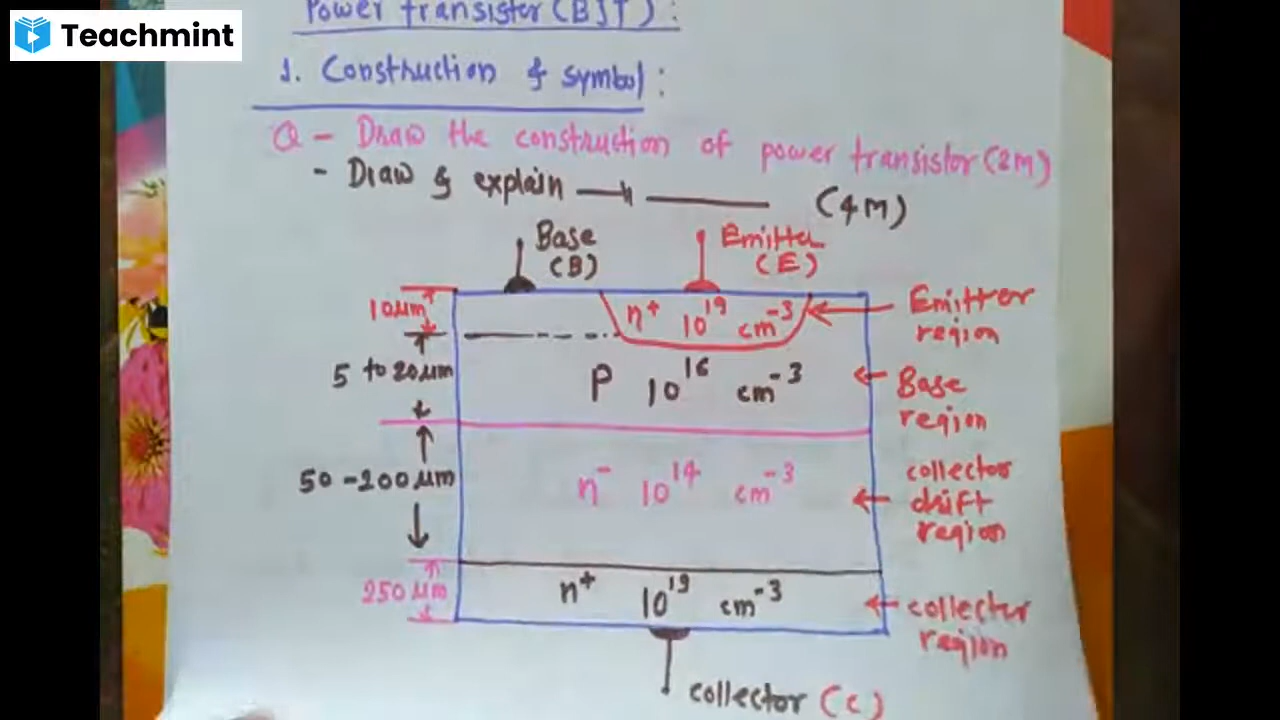 Teachmint
Power transistor (BJT):
1. Construction & symbol:
Q - Draw the construction of power transistor (2M)
- Draw & explain (4M)
Base
(B)
Emitter
(E)
10µm
n+ 10^19 cm^-3
Emitter
region
5 to 20µm
P 10^16 cm^-3
Base
region
50-200µm
n- 10^14 cm^-3
collector
drift
region
250µm
n+ 10^19 cm^-3
collector
region
collector (C)